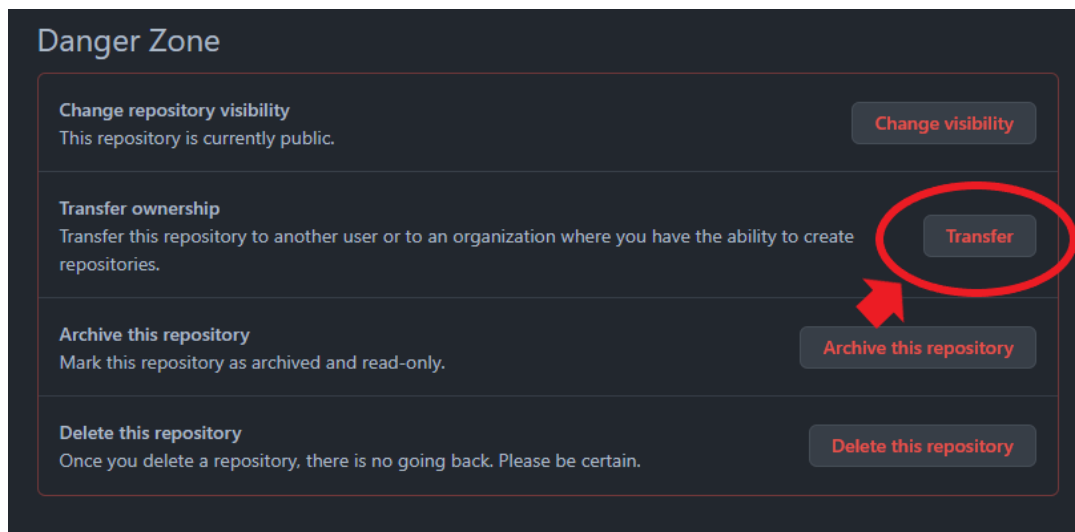 Danger Zone
Change repository visibility
This repository is currently public.
Change visibility
Transfer ownership
Transfer this repository to another user or to an organization where you have the ability to create
repositories.
Transfer
Archive this repository
Mark this repository as archived and read-only.
Archive this repository
Delete this repository
Once you delete a repository, there is no going back. Please be certain.
Delete this repository